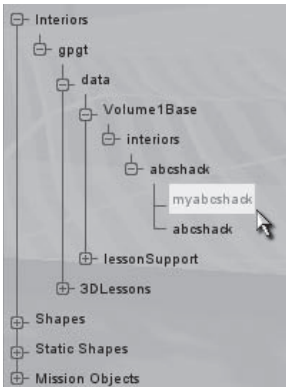 Interiors
gpgt
data
Volume1Base
interiors
abcshack
myabcshack
abcshack
lessonSupport
3DLessons
Shapes
Static Shapes
Mission Objects